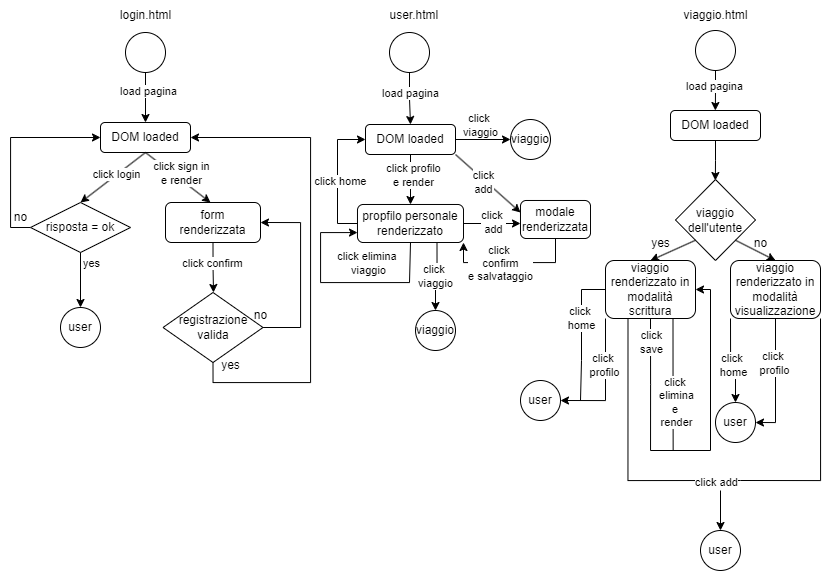 login.html
load pagina
DOM loaded
click login
click sign in
e render
no
risposta = ok
form
renderizzata
yes
click confirm
user
registrazione
valida
no
yes
user.html
load pagina
DOM loaded
click
viaggio
viaggio
click home
click profilo
e render
click
add
propfilo personale
renderizzato
click
add
modale
renderizzata
click elimina
viaggio
click
viaggio
click
confirm
e salvataggio
viaggio
viaggio.html
load pagina
DOM loaded
viaggio
dell'utente
yes
no
viaggio
renderizzato in
modalità
scrittura
viaggio
renderizzato in
modalità
visualizzazione
click
home
click
profilo
click
save
click
elimina
e
render
click
home
click
profilo
user
user
click add
user